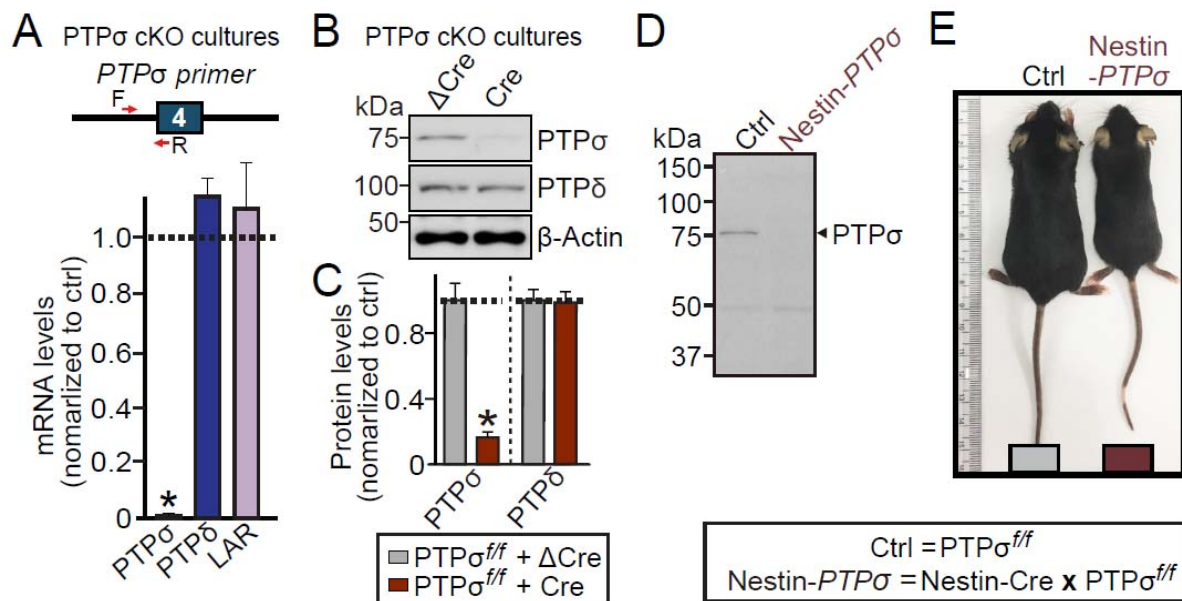 A
PTPσ cKO cultures
PTPσ primer
F
4
R
mRNA levels
(nomarlized to ctrl)
1.0
0.8
0.6
0.4
0.2
0
*
PTPσ
PTPδ
LAR
B
PTPσ cKO cultures
kDa
ΔCre
Cre
75
PTPσ
100
PTPδ
50
β-Actin
C
Protein levels
(nomarlized to ctrl)
0.8
0.4
0
*
PTPσ
PTPδ
PTPσf/f + ΔCre
PTPσf/f + Cre
D
kDa
Ctrl
Nestin-PTPσ
150
100
75
50
37
PTPσ
E
Ctrl
Nestin
-PTPσ
Ctrl = PTPσf/f
Nestin-PTPσ = Nestin-Cre x PTPσf/f